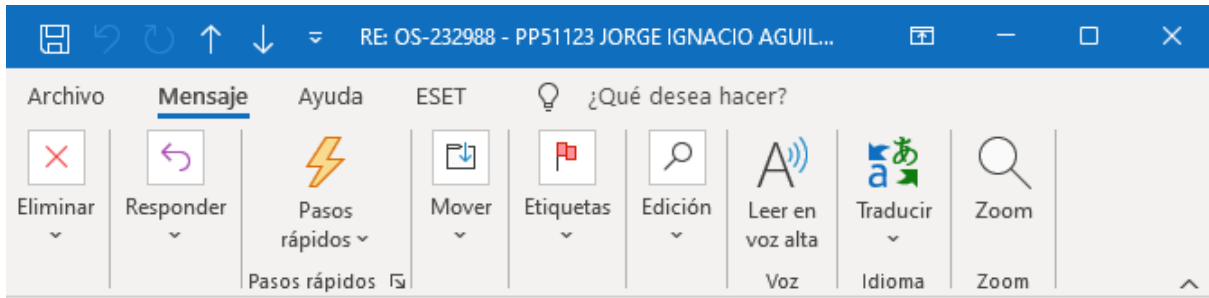 RE: OS-232988 - PP51123 JORGE IGNACIO AGUIL...
Archivo Mensaje Ayuda ESET ¿Qué desea hacer?
Eliminar Responder Pasos rápidos Mover Etiquetas Edición Leer en voz alta Traducir Zoom
Pasos rápidos Voz Idioma Zoom